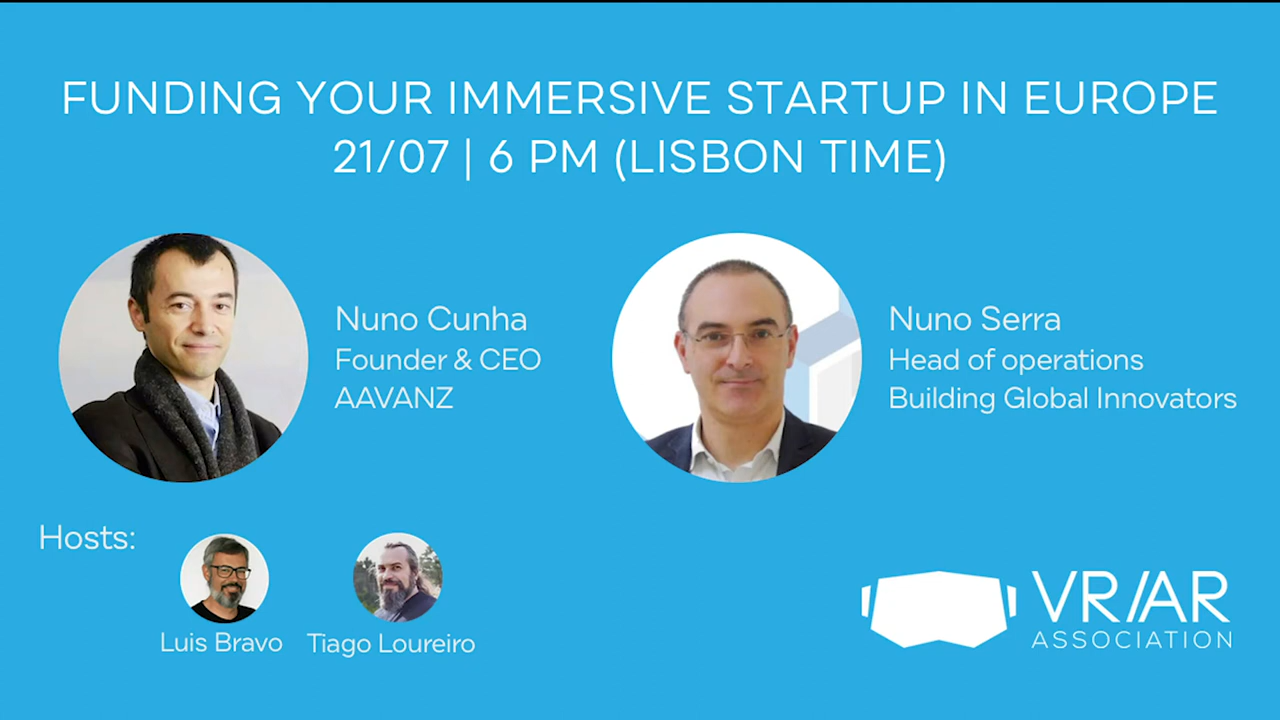 FUNDING YOUR IMMERSIVE STARTUP IN EUROPE
21/07 | 6 PM (LISBON TIME)
Nuno Cunha
Founder & CEO
AAVANZ
Nuno Serra
Head of operations
Building Global Innovators
Hosts:
Luis Bravo
Tiago Loureiro
VR/AR
ASSOCIATION